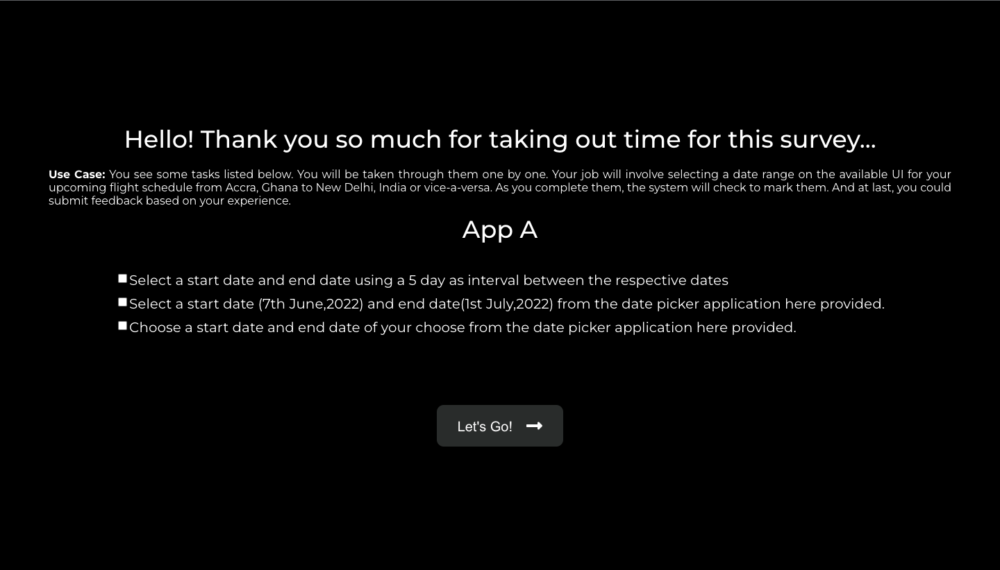 Hello! Thank you so much for taking out time for this survey...
Use Case: You see some tasks listed below. You will be taken through them one by one. Your job will involve selecting a date range on the available UI for your
upcoming flight schedule from Accra, Ghana to New Delhi, India or vice-a-versa. As you complete them, the system will check to mark them. And at last, you could
submit feedback based on your experience.
App A
Select a start date and end date using a 5 day as interval between the respective dates
Select a start date (7th June,2022) and end date(1st July,2022) from the date picker application here provided.
Choose a start date and end date of your choose from the date picker application here provided.
Let's Go!